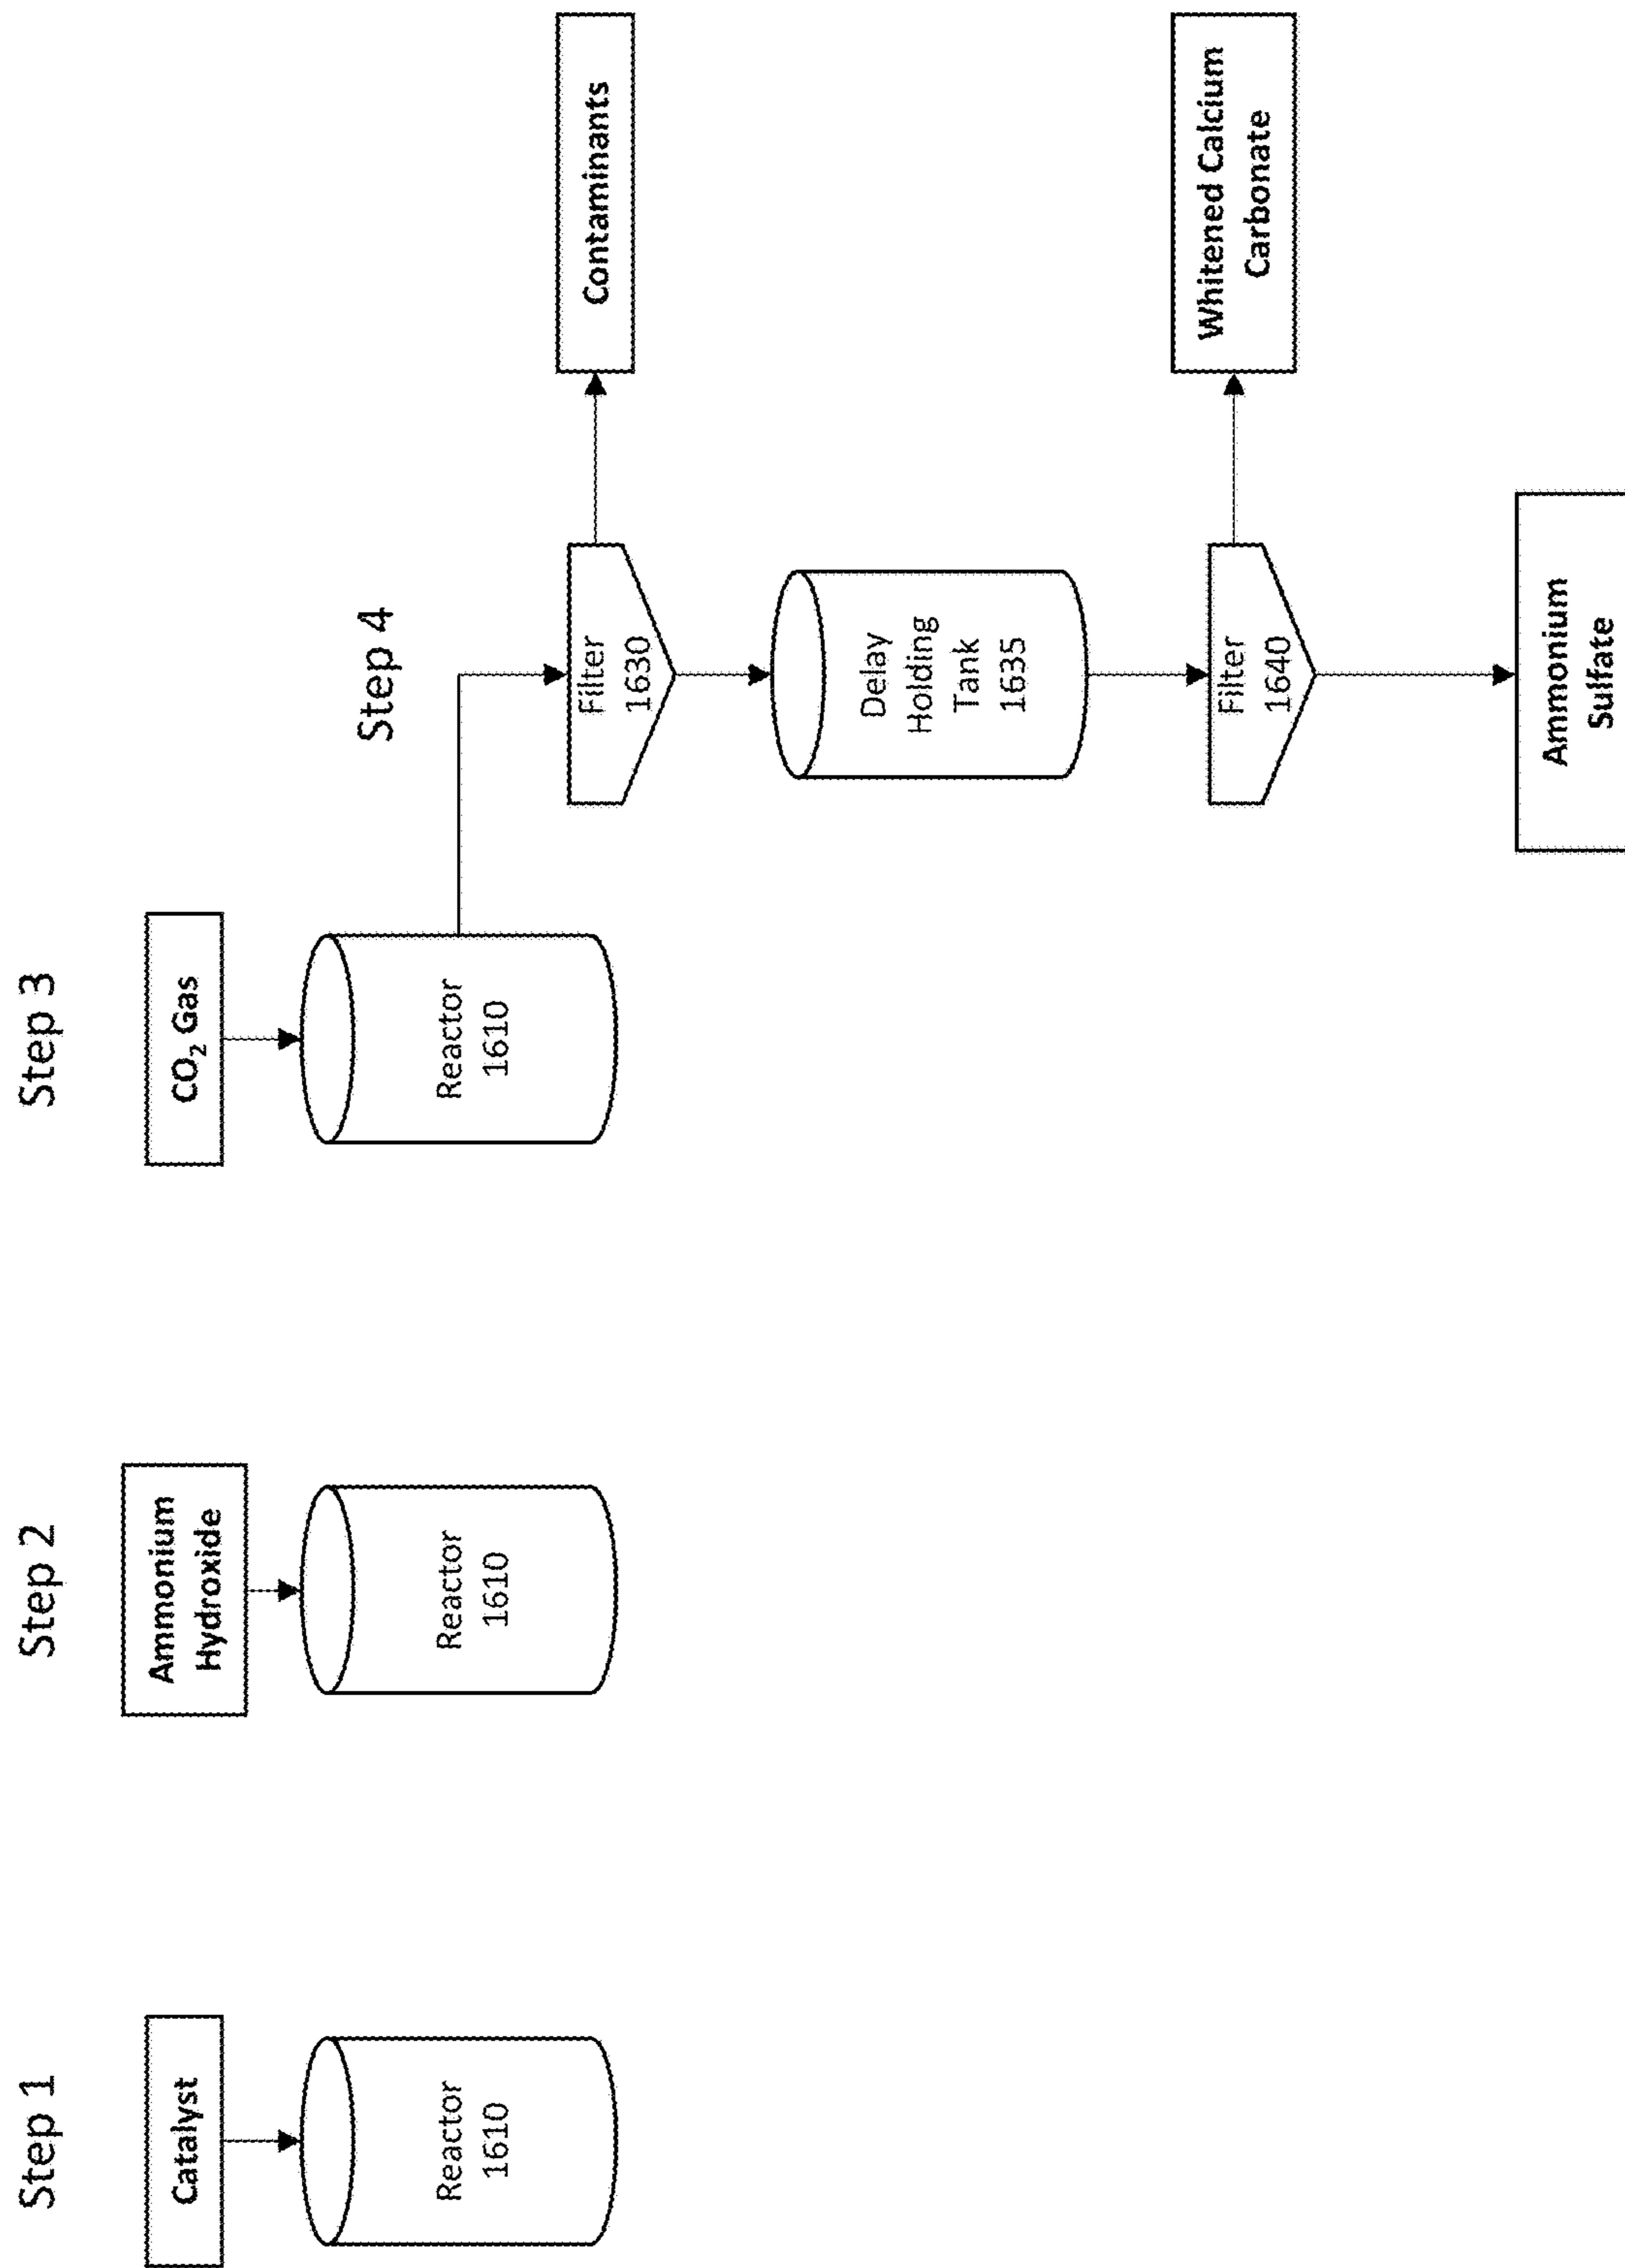 Step 1
Catalyst
Reactor
1610
Step 2
Ammonium
Hydroxide
Reactor
1610
Step 3
CO₂ Gas
Reactor
1610
Step 4
Filter
1630
Contaminants
Delay
Holding
Tank
1635
Filter
1640
Whitened Calcium
Carbonate
Ammonium
Sulfate